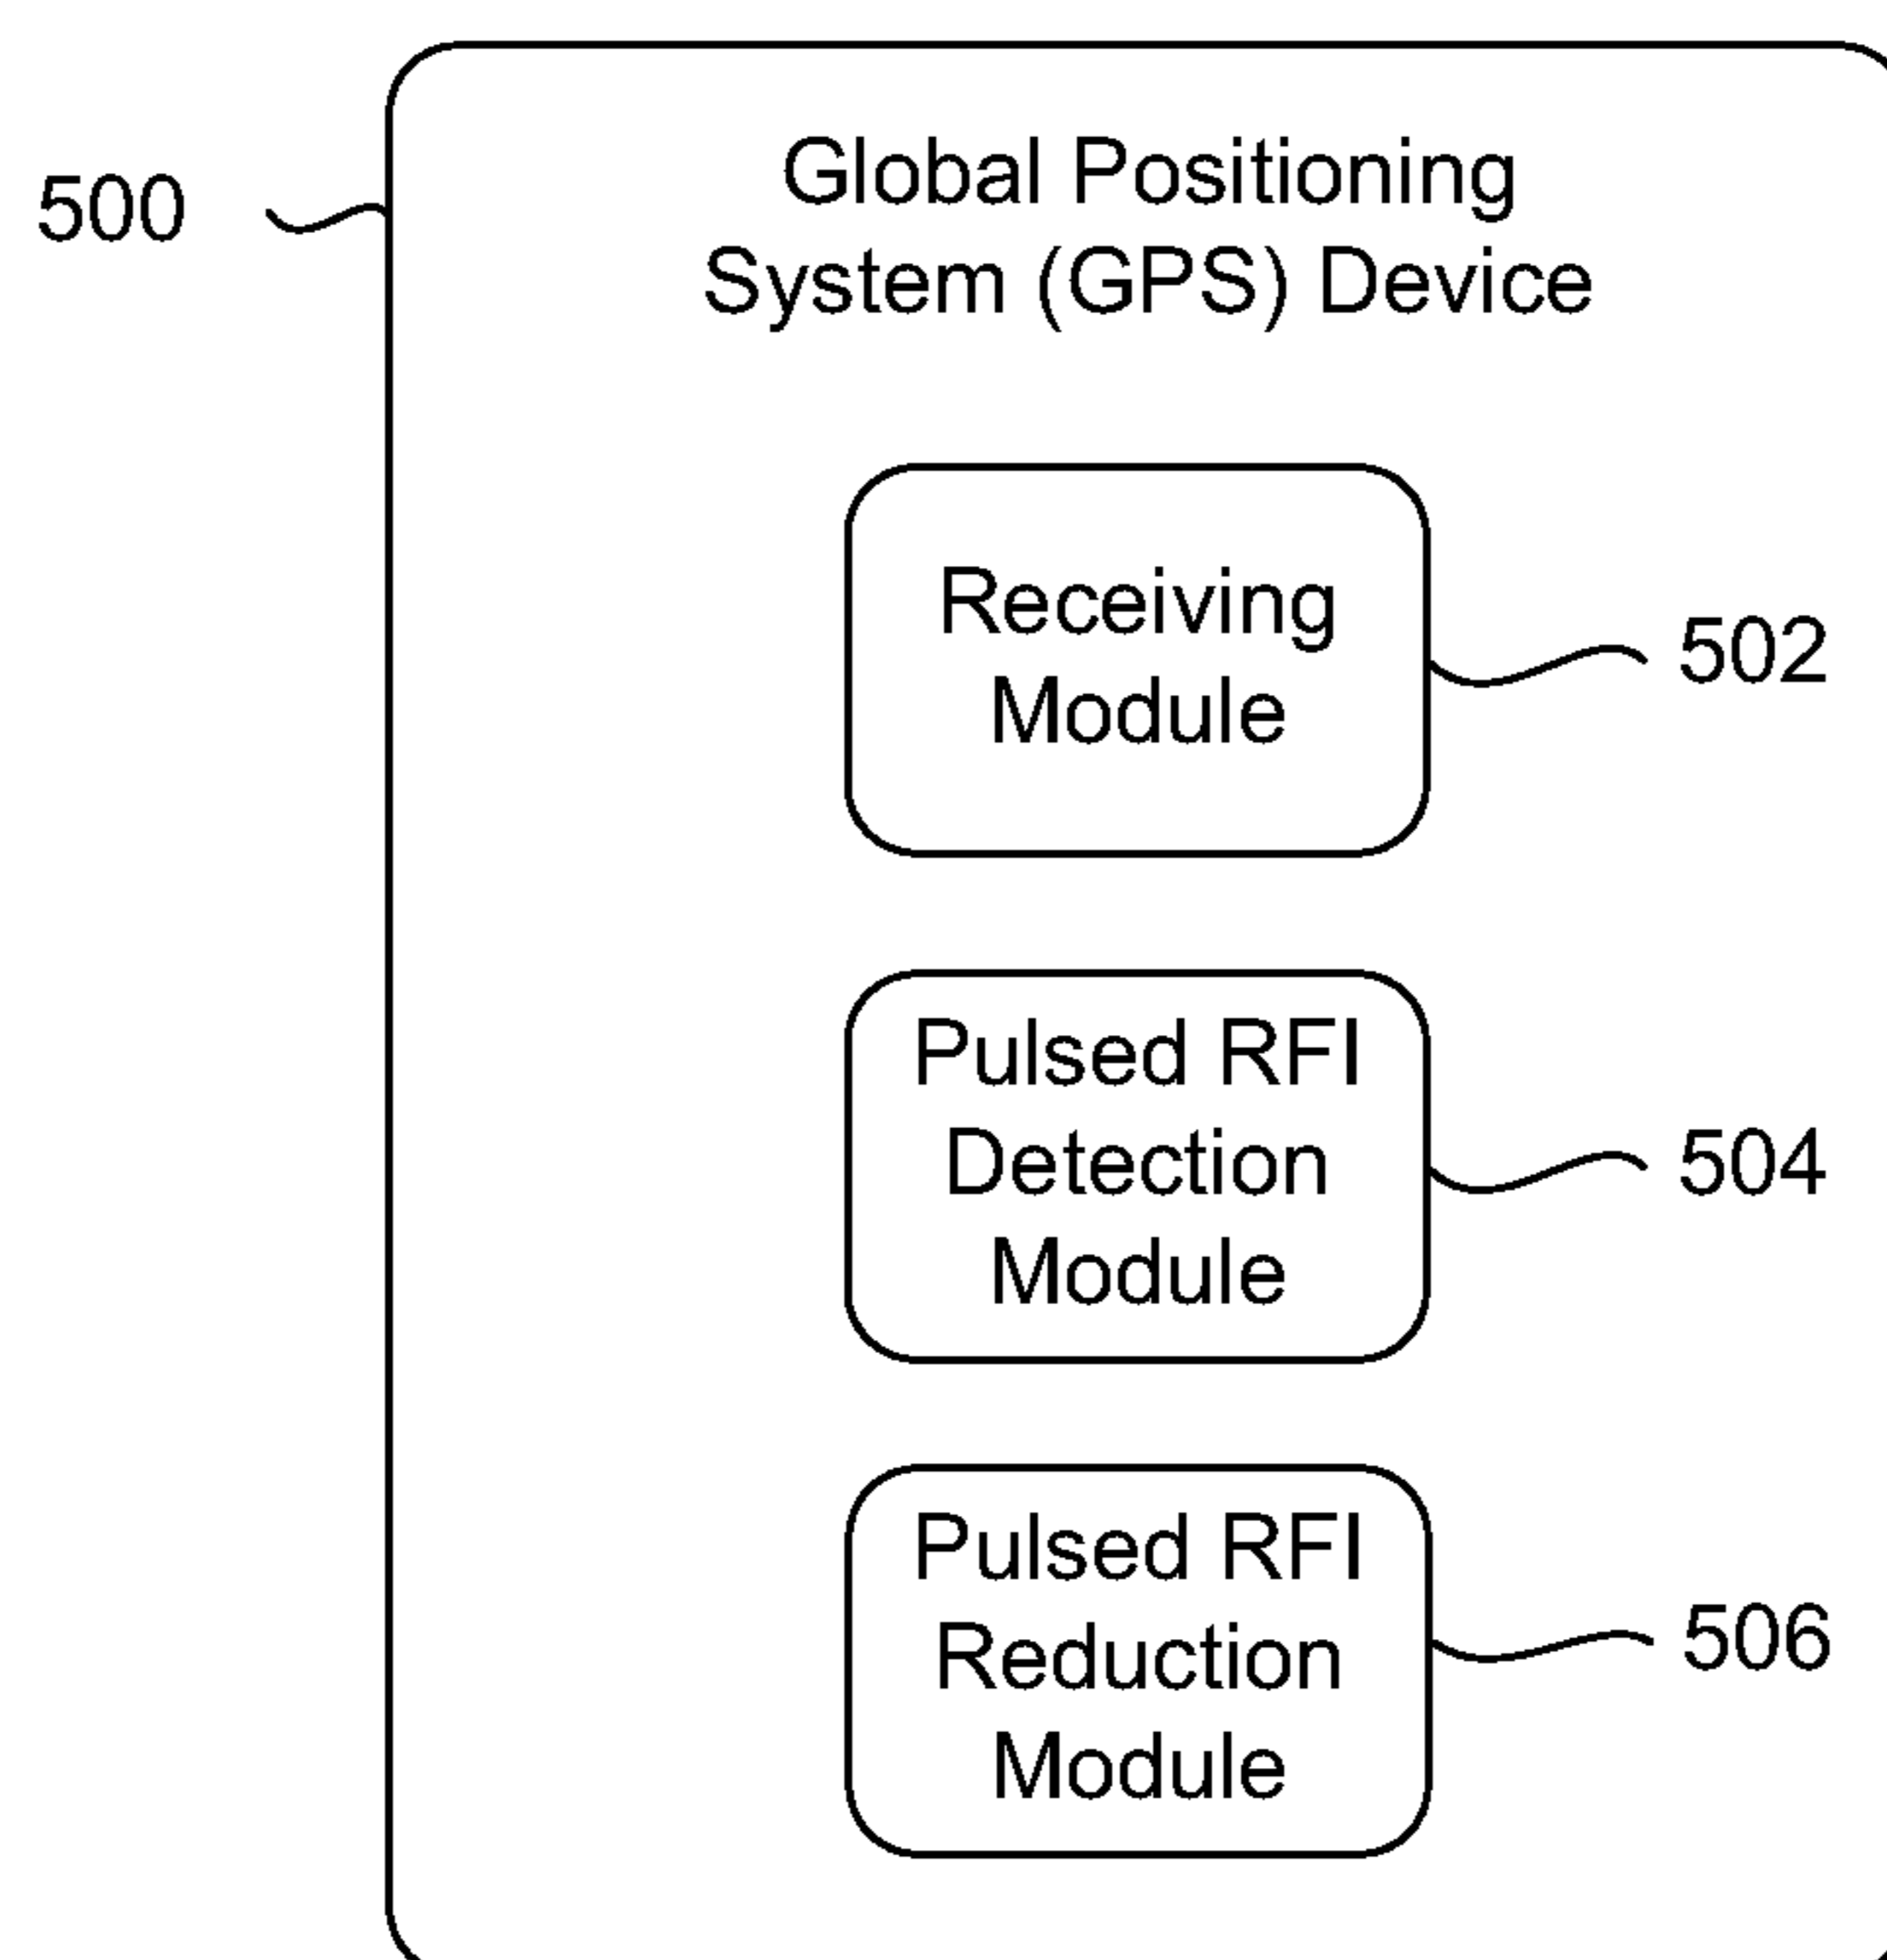 Global Positioning
System (GPS) Device
500
Receiving
Module
502
Pulsed RFI
Detection
Module
504
Pulsed RFI
Reduction
Module
506